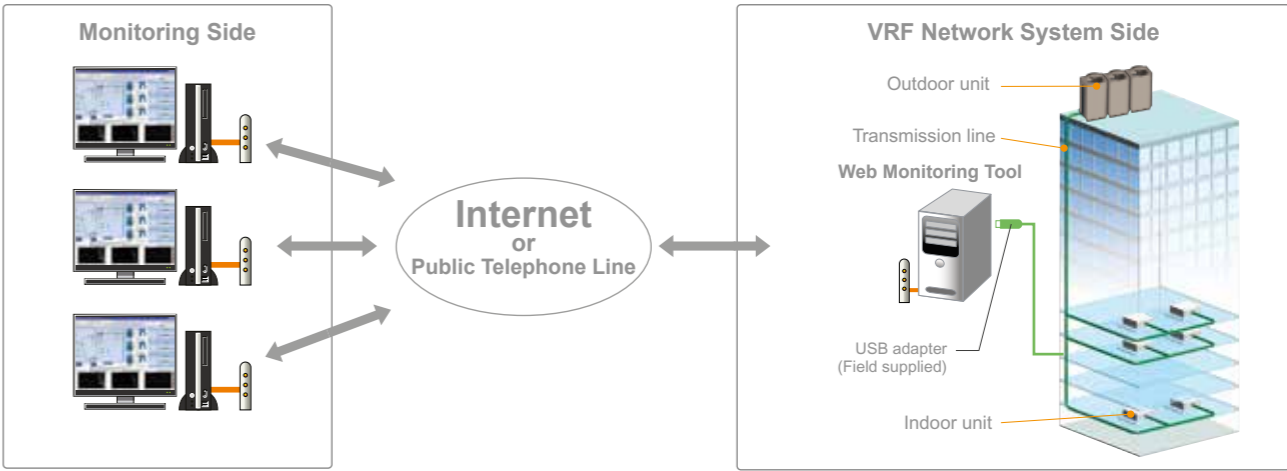 Monitoring Side
Internet
or
Public Telephone Line
VRF Network System Side
Outdoor unit
Transmission line
Web Monitoring Tool
USB adapter
(Field supplied)
Indoor unit